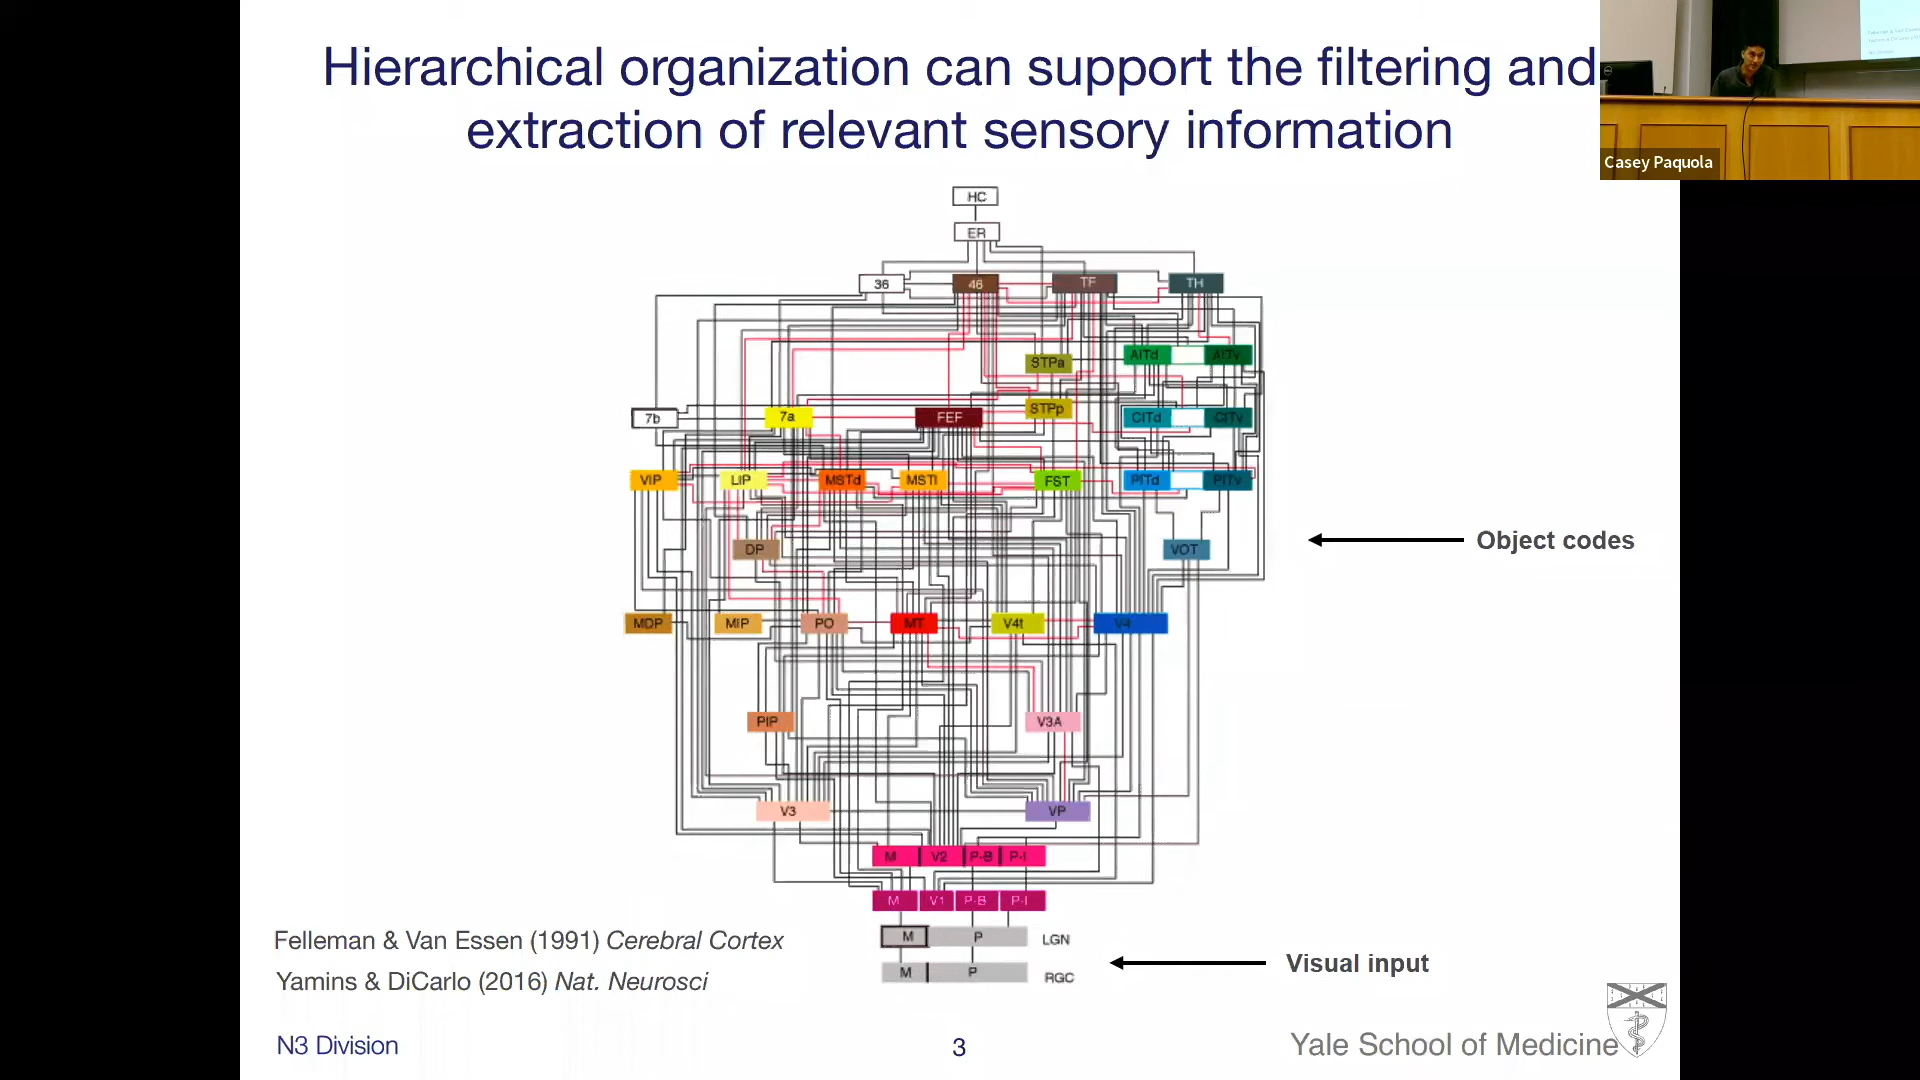 Hierarchical organization can support the filtering and
extraction of relevant sensory information
Casey Paquola
HC
ER
36 46 TF TH
STPa AITd AITv
7b 7a FEF STPp CITd CITv
VIP LIP MSTd MSTl FST PITd PITv
DP VOT
Object codes
MDP MIP PO MT V4t V4
PIP V3A
V3 VP
M V2 P-B P-I
M V1 P-B P-I
M P LGN
M P RGC
Visual input
Felleman & Van Essen (1991) Cerebral Cortex
Yamins & DiCarlo (2016) Nat. Neurosci
N3 Division
3
Yale School of Medicine